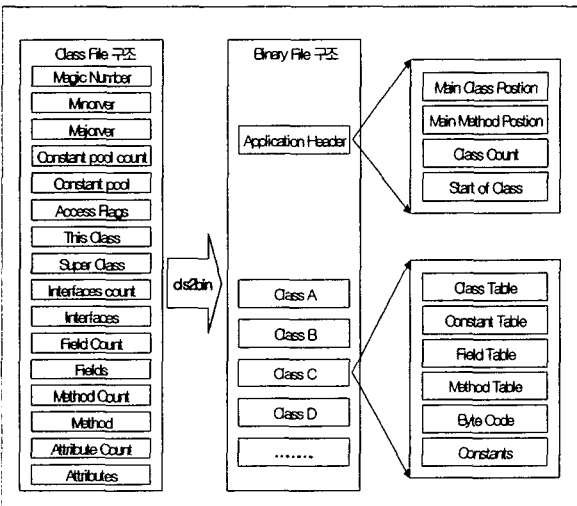 Class File 구조
Magic Number
Minorver
Majorver
Constant pool count
Constant pool
Access Flags
This Class
Super Class
Interfaces count
Interfaces
Field Count
Fields
Method Count
Method
Attribute Count
Attributes
cls2bin
Binary File 구조
Application Header
Class A
Class B
Class C
Class D
........
Main Class Postion
Main Method Postion
Class Count
Start of Class
Class Table
Constant Table
Field Table
Method Table
Byte Code
Constants